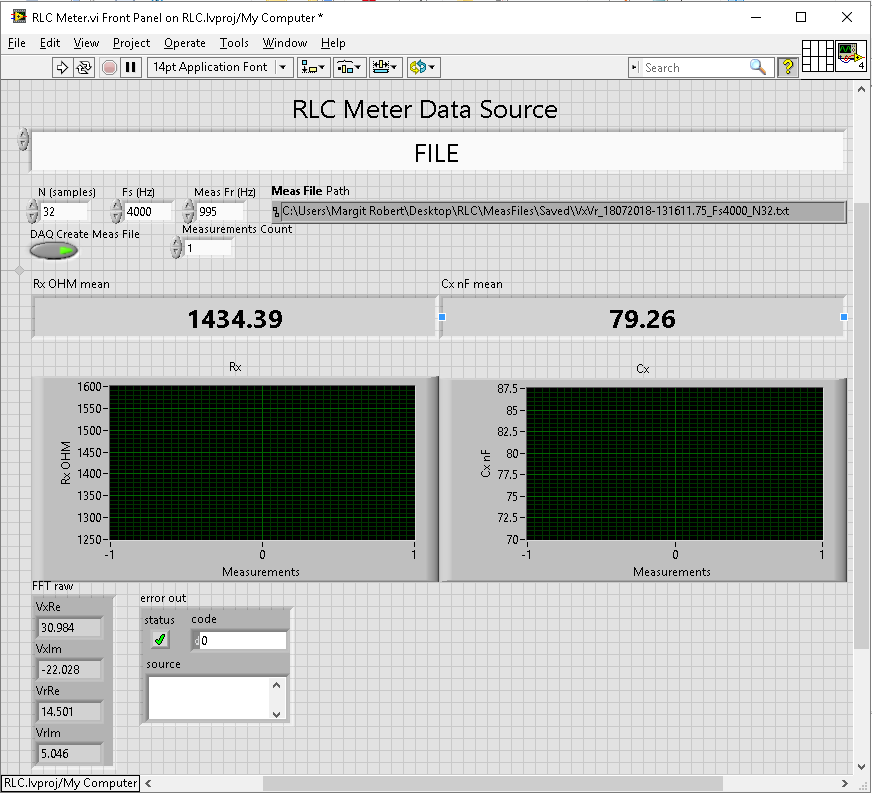 RLC Meter.vi Front Panel on RLC.lvproj/My Computer *
File Edit View Project Operate Tools Window Help
14pt Application Font
Search
?
4
RLC Meter Data Source
FILE
N (samples) Fs (Hz) Meas Fr (Hz) Meas File Path
32 4000 995 C:\Users\Margit Robert\Desktop\RLC\MeasFiles\Saved\VxVr_18072018-131611.75_Fs4000_N32.txt
DAQ Create Meas File Measurements Count
1
Rx OHM mean Cx nF mean
1434.39 79.26
Rx
1600
1550
1500
1450
1400
1350
1300
1250
Rx OHM
-1 0 1
Measurements
Cx
87.5
85
82.5
80
77.5
75
72.5
70
Cx nF
-1 0 1
Measurements
FFT raw
VxRe
30.984
VxIm
-22.028
VrRe
14.501
VrIm
5.046
error out
status code
d0
source
RLC.lvproj/My Computer